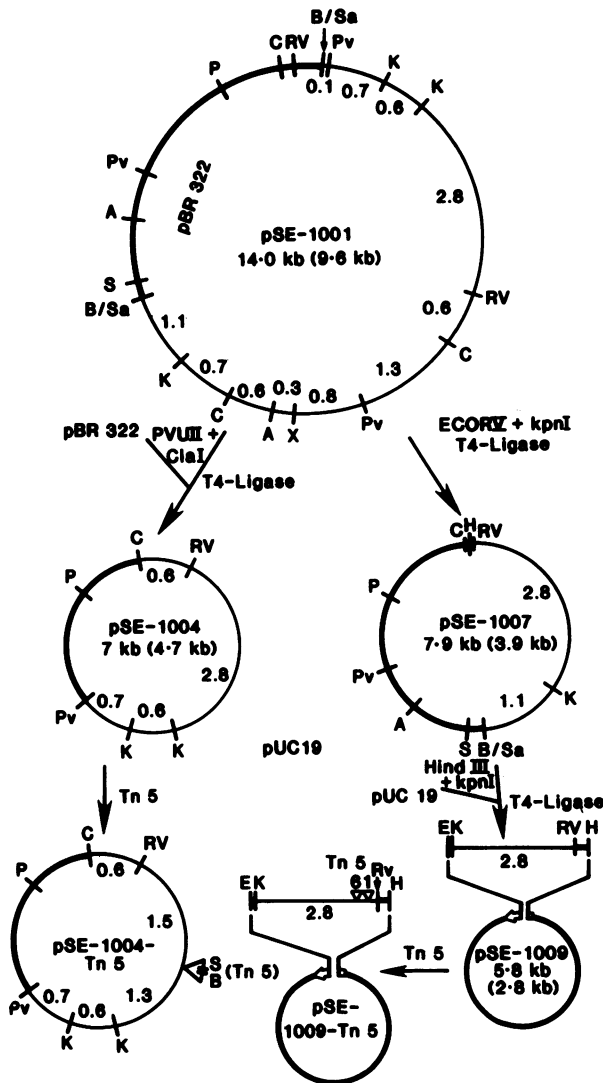 B/Sa
C RV Pv
K
P
0.1 0.7
0.6 K
Pv
pBR 322
A
2.8
pSE-1001
14·0 kb (9·6 kb)
S
B/Sa
RV
1.1
0.6
C
K
0.7
1.3
0.6 0.3 0.8
C
A X
Pv
pBR 322
PVUII +
ClaI
T4-Ligase
ECORV + kpnI
T4-Ligase
C
RV
0.6
P
pSE-1004
7 kb (4·7 kb)
2.8
Pv
0.7
0.6
K K
C H RV
P
2.8
pSE-1007
7·9 kb (3.9 kb)
Pv
K
1.1
A
S B/Sa
pUC19
Hind III
+ kpnI
pUC 19
T4-Ligase
Tn 5
C
RV
0.6
P
1.5
pSE-1004-
Tn 5
S
B
(Tn 5)
Pv
0.7
1.3
0.6
K K
Tn 5
61 Rv
EK H
2.8
pSE-
1009-Tn 5
Tn 5
EK RV H
2.8
pSE-1009
5·8 kb
(2·8 kb)